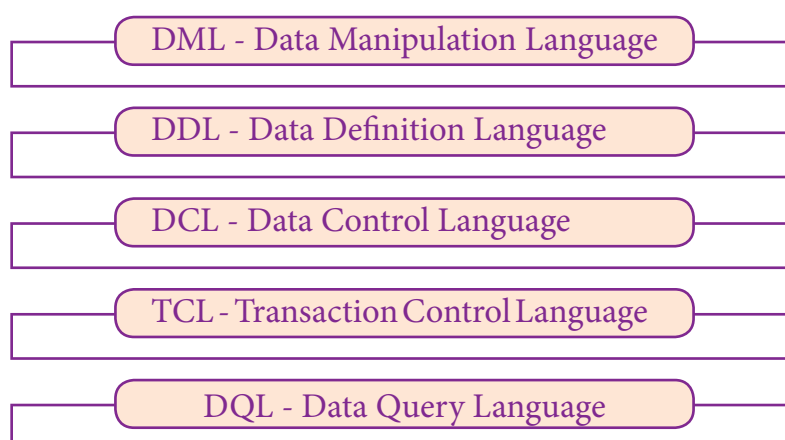 DML - Data Manipulation Language
DDL - Data Definition Language
DCL - Data Control Language
TCL - Transaction Control Language
DQL - Data Query Language